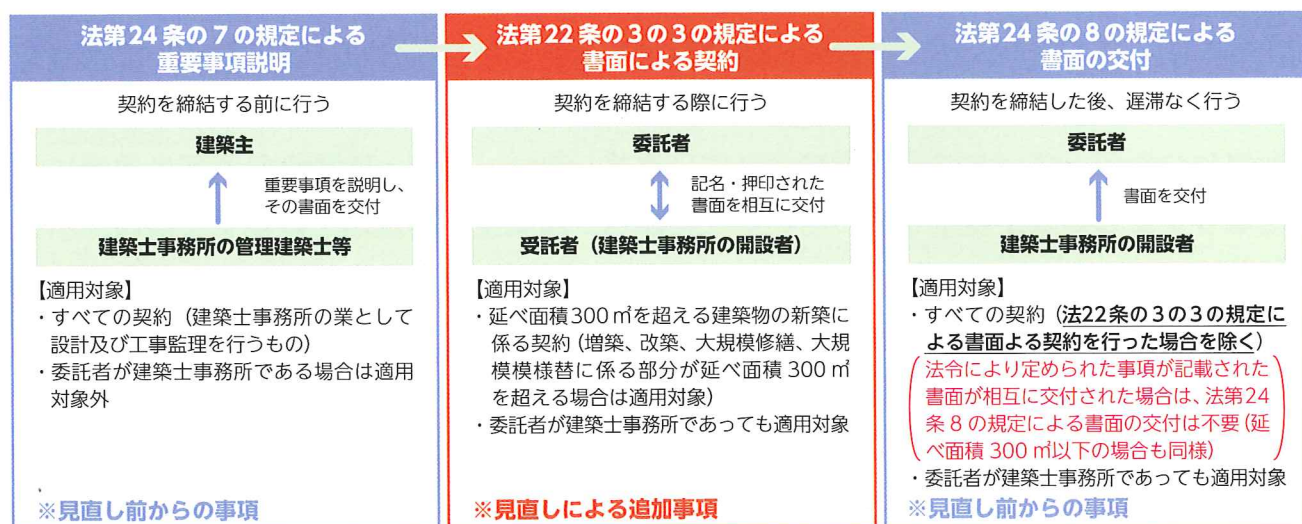 法第24条の7の規定による
重要事項説明
契約を締結する前に行う
建築主
重要事項を説明し、
その書面を交付
建築士事務所の管理建築士等
【適用対象】
・すべての契約（建築士事務所の業として
設計及び工事監理を行うもの）
・委託者が建築士事務所である場合は適用
対象外
※見直し前からの事項
法第22条の3の3の規定による
書面による契約
契約を締結する際に行う
委託者
記名・押印された
書面を相互に交付
受託者（建築士事務所の開設者）
【適用対象】
・延べ面積300㎡を超える建築物の新築に
係る契約（増築、改築、大規模修繕、大規
模模様替に係る部分が延べ面積 300㎡
を超える場合は適用対象）
・委託者が建築士事務所であっても適用対象
※見直しによる追加事項
法第24条の8の規定による
書面の交付
契約を締結した後、遅滞なく行う
委託者
書面を交付
建築士事務所の開設者
【適用対象】
・すべての契約（法22条の3の3の規定に
よる書面よる契約を行った場合を除く）
法令により定められた事項が記載された
書面が相互に交付された場合は、法第24
条8の規定による書面の交付は不要（延
べ面積 300㎡以下の場合も同様）
・委託者が建築士事務所であっても適用対象
※見直し前からの事項